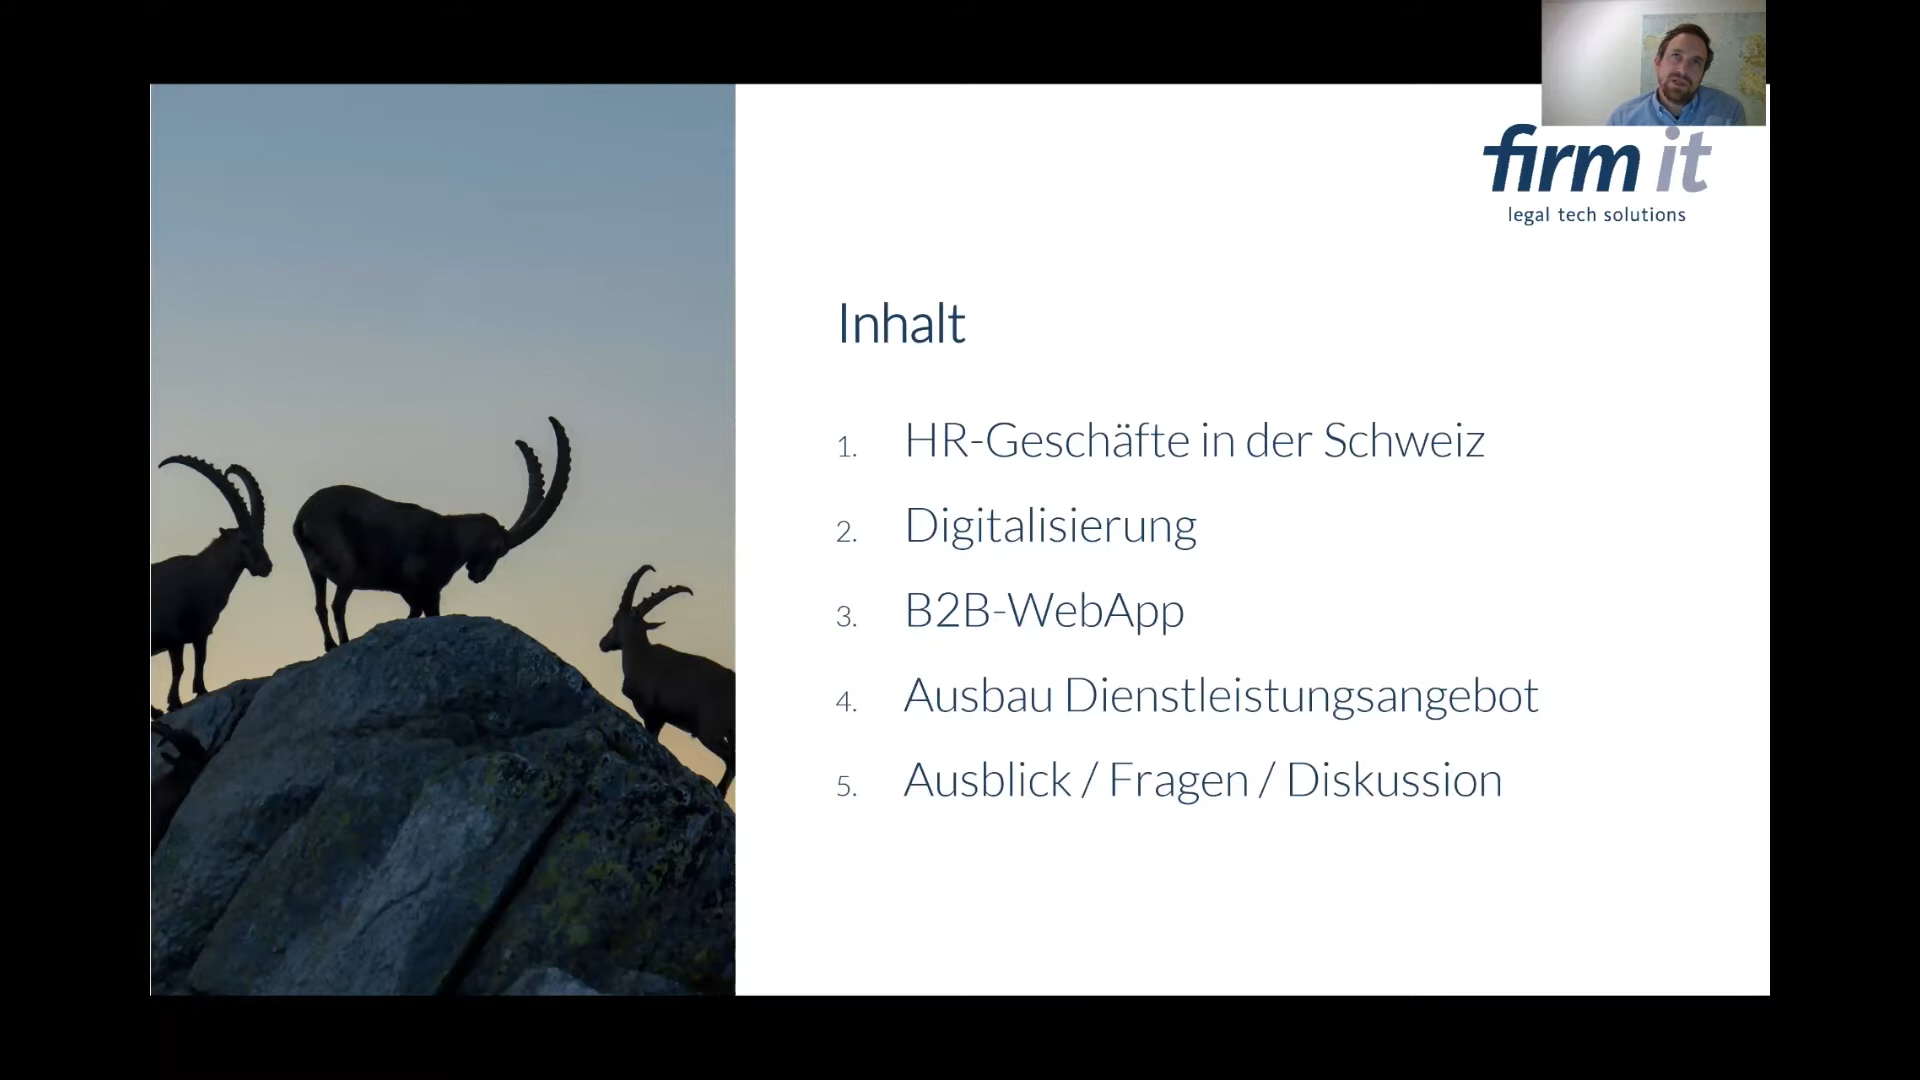 firm it
legal tech solutions
Inhalt
1. HR-Geschäfte in der Schweiz
2. Digitalisierung
3. B2B-WebApp
4. Ausbau Dienstleistungsangebot
5. Ausblick / Fragen / Diskussion